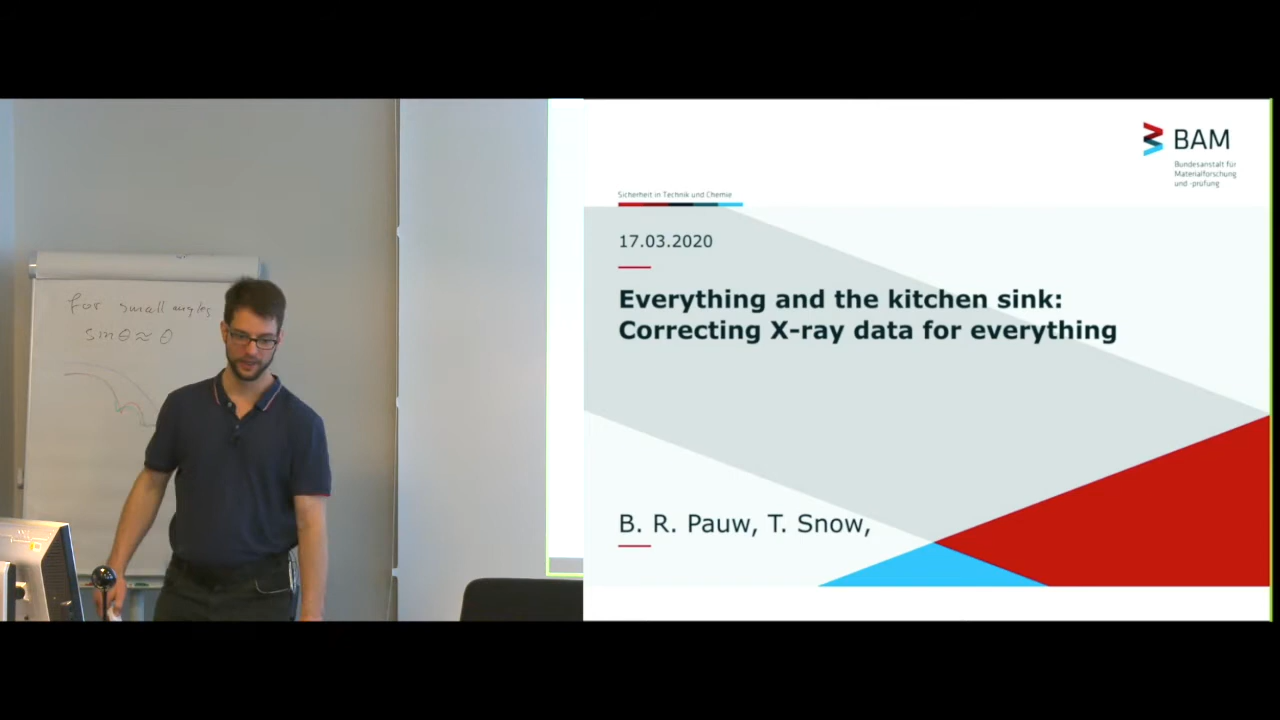 for small angles
sin θ ≈ θ
BAM
Bundesanstalt für
Materialforschung
und -prüfung
Sicherheit in Technik und Chemie
17.03.2020
Everything and the kitchen sink:
Correcting X-ray data for everything
B. R. Pauw, T. Snow,